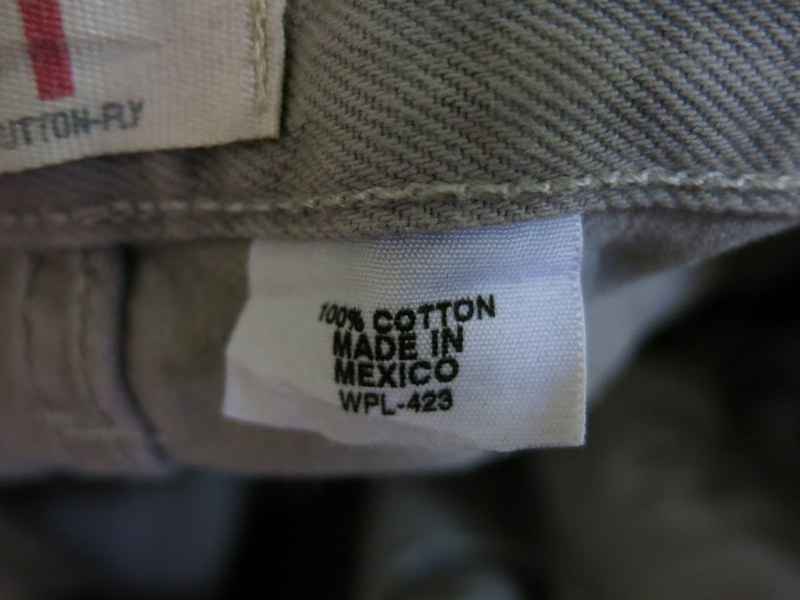 UTTON-FLY
100% COTTON
MADE IN
MEXICO
WPL-423